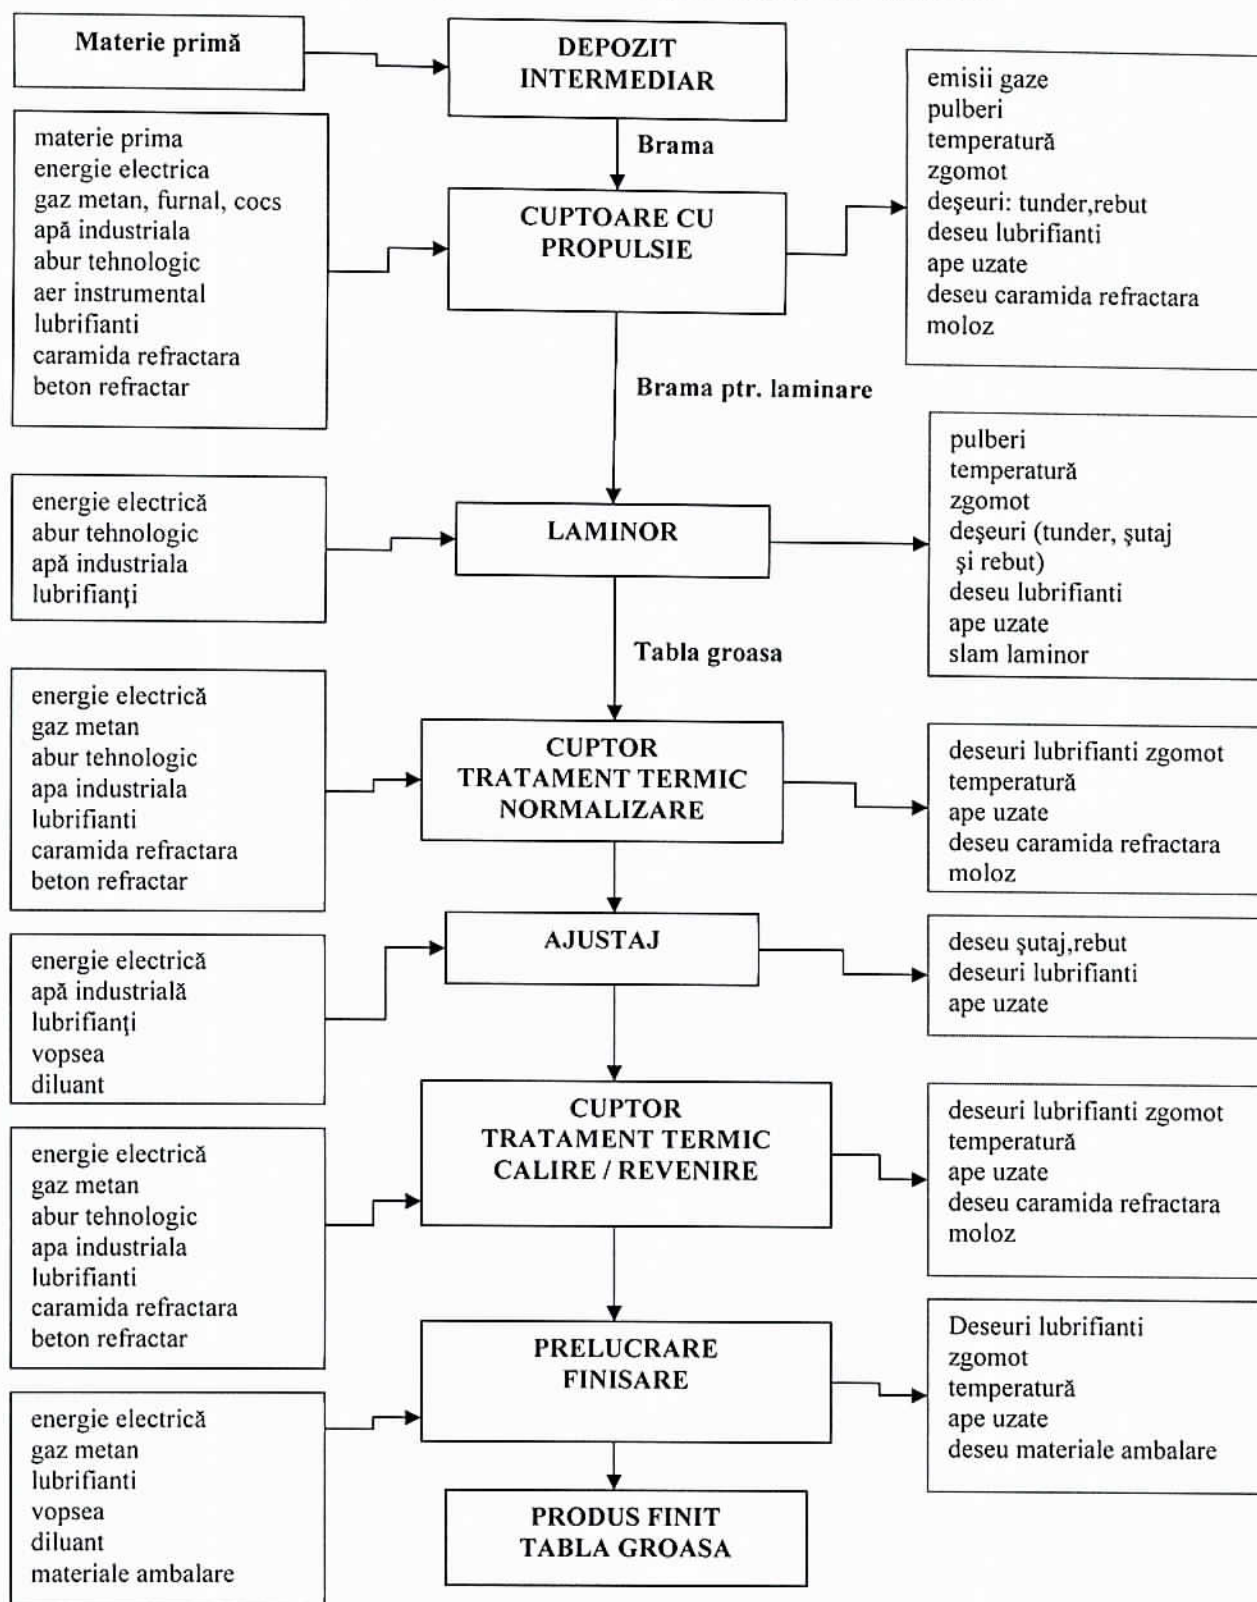 Materie primă
DEPOZIT
INTERMEDIAR
Brama
materie prima
energie electrica
gaz metan, furnal, cocs
apă industriala
abur tehnologic
aer instrumental
lubrifianti
caramida refractara
beton refractar
CUPTOARE CU
PROPULSIE
emisii gaze
pulberi
temperatură
zgomot
deşeuri: tunder,rebut
deseu lubrifianti
ape uzate
deseu caramida refractara
moloz
Brama ptr. laminare
energie electrică
abur tehnologic
apă industriala
lubrifianţi
LAMINOR
pulberi
temperatură
zgomot
deşeuri (tunder, şutaj
şi rebut)
deseu lubrifianti
ape uzate
slam laminor
Tabla groasa
energie electrică
gaz metan
abur tehnologic
apa industriala
lubrifianti
caramida refractara
beton refractar
CUPTOR
TRATAMENT TERMIC
NORMALIZARE
deseuri lubrifianti zgomot
temperatură
ape uzate
deseu caramida refractara
moloz
energie electrică
apă industrială
lubrifianţi
vopsea
diluant
AJUSTAJ
deseu şutaj,rebut
deseuri lubrifianti
ape uzate
energie electrică
gaz metan
abur tehnologic
apa industriala
lubrifianti
caramida refractara
beton refractar
CUPTOR
TRATAMENT TERMIC
CALIRE / REVENIRE
deseuri lubrifianti zgomot
temperatură
ape uzate
deseu caramida refractara
moloz
energie electrică
gaz metan
lubrifianti
vopsea
diluant
materiale ambalare
PRELUCRARE
FINISARE
Deseuri lubrifianti
zgomot
temperatură
ape uzate
deseu materiale ambalare
PRODUS FINIT
TABLA GROASA